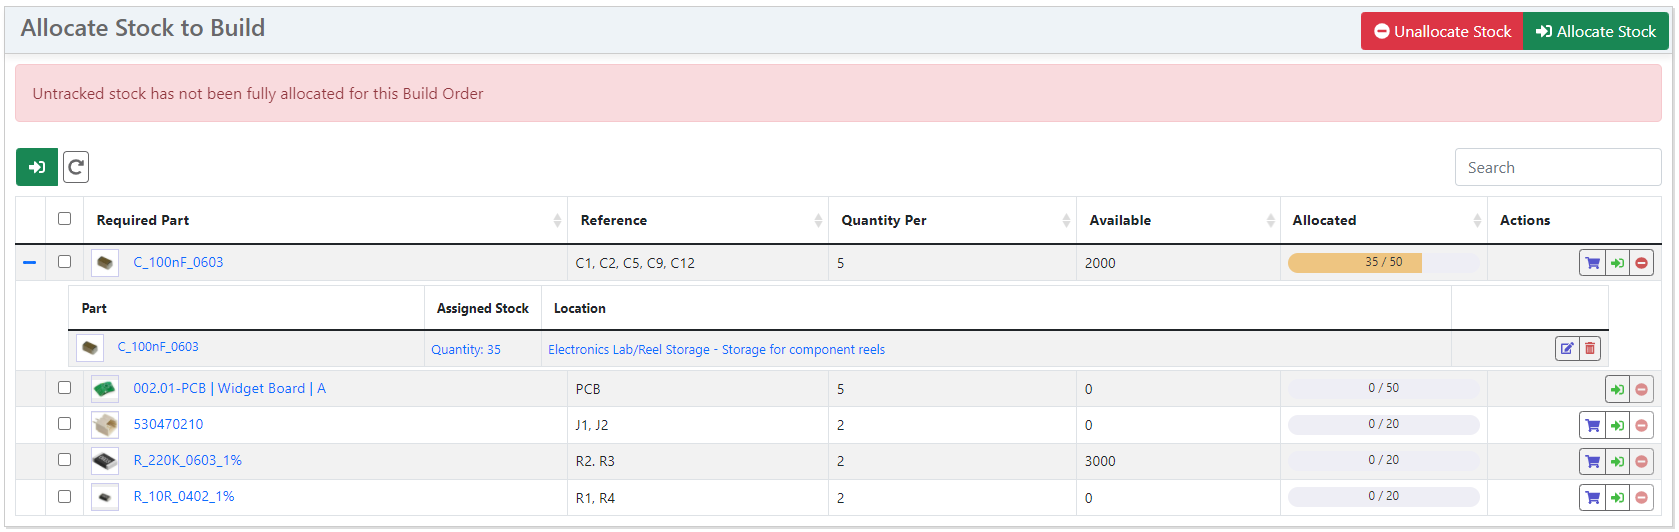 Allocate Stock to Build
Unallocate Stock
Allocate Stock
Untracked stock has not been fully allocated for this Build Order
Search
Required Part Reference Quantity Per Available Allocated Actions
C_100nF_0603 C1, C2, C5, C9, C12 5 2000 35 / 50
Part Assigned Stock Location
C_100nF_0603 Quantity: 35 Electronics Lab/Reel Storage - Storage for component reels
002.01-PCB | Widget Board | A PCB 5 0 0 / 50
530470210 J1, J2 2 0 0 / 20
R_220K_0603_1% R2. R3 2 3000 0 / 20
R_10R_0402_1% R1, R4 2 0 0 / 20